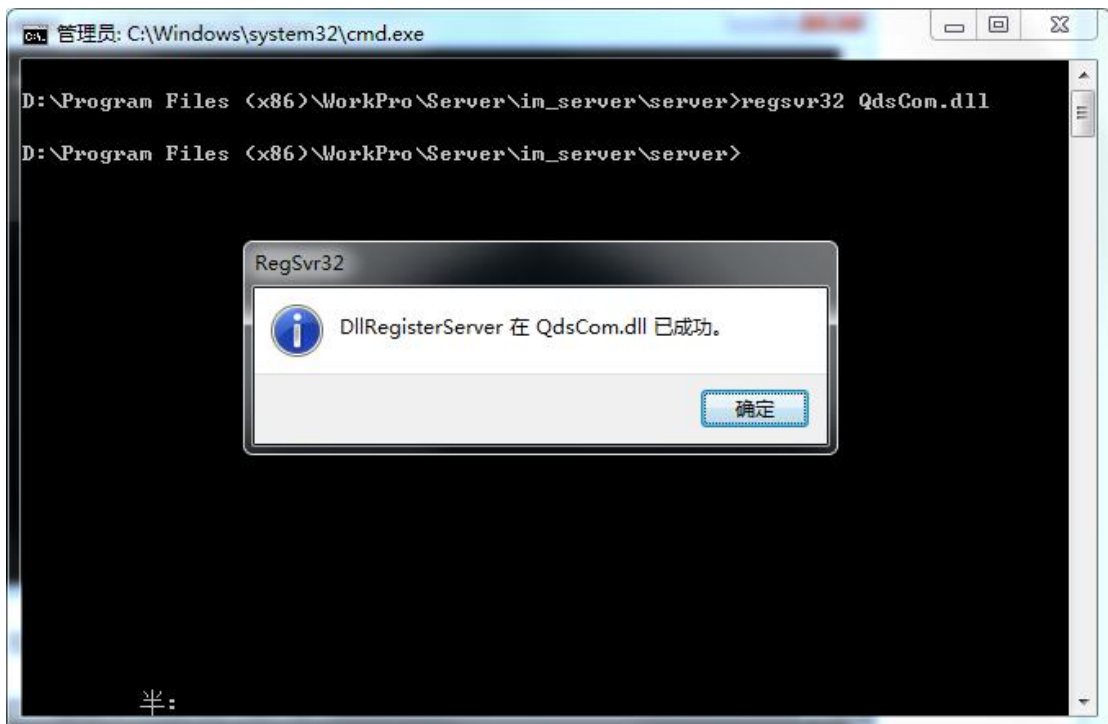 管理员: C:\Windows\system32\cmd.exe
D:\Program Files (x86)\WorkPro\Server\im_server\server>regsvr32 QdsCom.dll
D:\Program Files (x86)\WorkPro\Server\im_server\server>
RegSvr32
DllRegisterServer 在 QdsCom.dll 已成功。
确定
半: